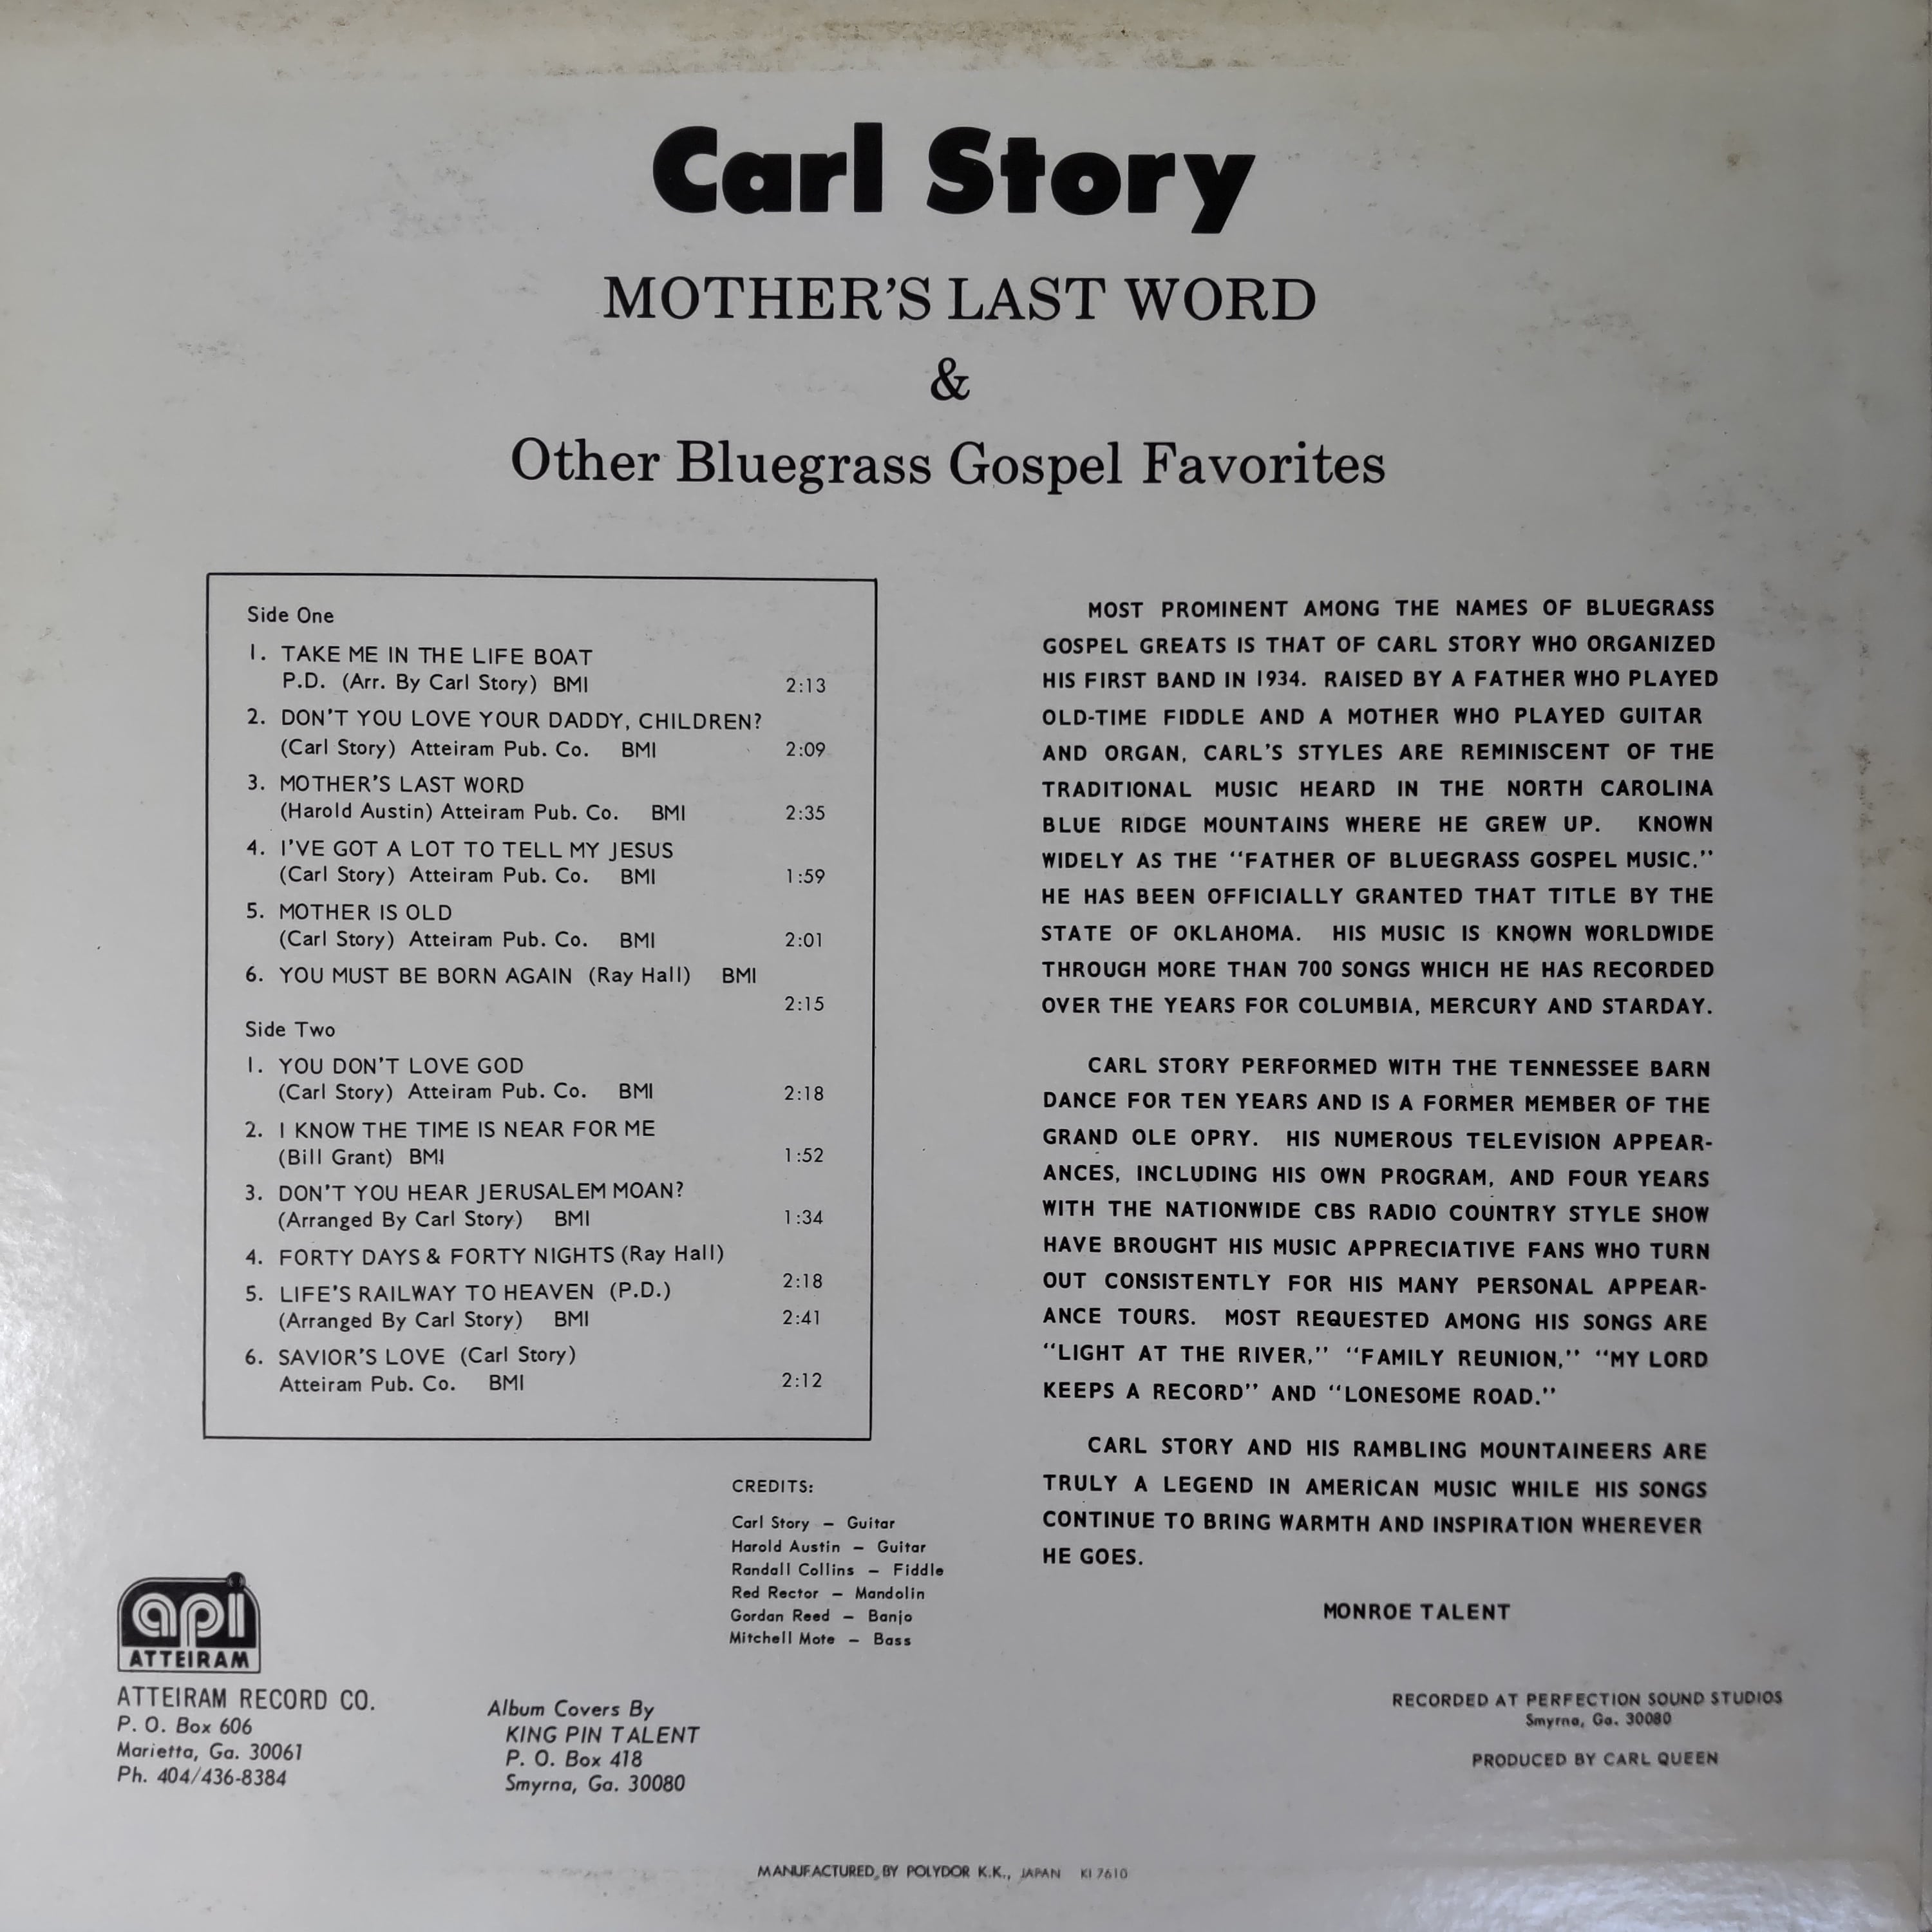 Carl Story
MOTHER'S LAST WORD
&
Other Bluegrass Gospel Favorites
Side One
1. TAKE ME IN THE LIFE BOAT
P.D. (Arr. By Carl Story) BMI 2:13
2. DON'T YOU LOVE YOUR DADDY, CHILDREN?
(Carl Story) Atteiram Pub. Co. BMI 2:09
3. MOTHER'S LAST WORD
(Harold Austin) Atteiram Pub. Co. BMI 2:35
4. I'VE GOT A LOT TO TELL MY JESUS
(Carl Story) Atteiram Pub. Co. BMI 1:59
5. MOTHER IS OLD
(Carl Story) Atteiram Pub. Co. BMI 2:01
6. YOU MUST BE BORN AGAIN (Ray Hall) BMI
2:15
Side Two
1. YOU DON'T LOVE GOD
(Carl Story) Atteiram Pub. Co. BMI 2:18
2. I KNOW THE TIME IS NEAR FOR ME
(Bill Grant) BMI 1:52
3. DON'T YOU HEAR JERUSALEM MOAN?
(Arranged By Carl Story) BMI 1:34
4. FORTY DAYS & FORTY NIGHTS (Ray Hall)
2:18
5. LIFE'S RAILWAY TO HEAVEN (P.D.)
(Arranged By Carl Story) BMI 2:41
6. SAVIOR'S LOVE (Carl Story)
Atteiram Pub. Co. BMI 2:12
MOST PROMINENT AMONG THE NAMES OF BLUEGRASS
GOSPEL GREATS IS THAT OF CARL STORY WHO ORGANIZED
HIS FIRST BAND IN 1934. RAISED BY A FATHER WHO PLAYED
OLD-TIME FIDDLE AND A MOTHER WHO PLAYED GUITAR
AND ORGAN, CARL'S STYLES ARE REMINISCENT OF THE
TRADITIONAL MUSIC HEARD IN THE NORTH CAROLINA
BLUE RIDGE MOUNTAINS WHERE HE GREW UP. KNOWN
WIDELY AS THE "FATHER OF BLUEGRASS GOSPEL MUSIC."
HE HAS BEEN OFFICIALLY GRANTED THAT TITLE BY THE
STATE OF OKLAHOMA. HIS MUSIC IS KNOWN WORLDWIDE
THROUGH MORE THAN 700 SONGS WHICH HE HAS RECORDED
OVER THE YEARS FOR COLUMBIA, MERCURY AND STARDAY.
CARL STORY PERFORMED WITH THE TENNESSEE BARN
DANCE FOR TEN YEARS AND IS A FORMER MEMBER OF THE
GRAND OLE OPRY. HIS NUMEROUS TELEVISION APPEAR-
ANCES, INCLUDING HIS OWN PROGRAM, AND FOUR YEARS
WITH THE NATIONWIDE CBS RADIO COUNTRY STYLE SHOW
HAVE BROUGHT HIS MUSIC APPRECIATIVE FANS WHO TURN
OUT CONSISTENTLY FOR HIS MANY PERSONAL APPEAR-
ANCE TOURS. MOST REQUESTED AMONG HIS SONGS ARE
"LIGHT AT THE RIVER," "FAMILY REUNION," "MY LORD
KEEPS A RECORD" AND "LONESOME ROAD."
CARL STORY AND HIS RAMBLING MOUNTAINEERS ARE
TRULY A LEGEND IN AMERICAN MUSIC WHILE HIS SONGS
CONTINUE TO BRING WARMTH AND INSPIRATION WHEREVER
HE GOES.
MONROE TALENT
CREDITS:
Carl Story – Guitar
Harold Austin – Guitar
Randall Collins – Fiddle
Red Rector – Mandolin
Gordan Reed – Banjo
Mitchell Mote – Bass
api
ATTEIRAM
ATTEIRAM RECORD CO.
P. O. Box 606
Marietta, Ga. 30061
Ph. 404/436-8384
Album Covers By
KING PIN TALENT
P. O. Box 418
Smyrna, Ga. 30080
RECORDED AT PERFECTION SOUND STUDIOS
Smyrna, Ga. 30080
PRODUCED BY CARL QUEEN
MANUFACTURED BY POLYDOR K.K., JAPAN KI 7610